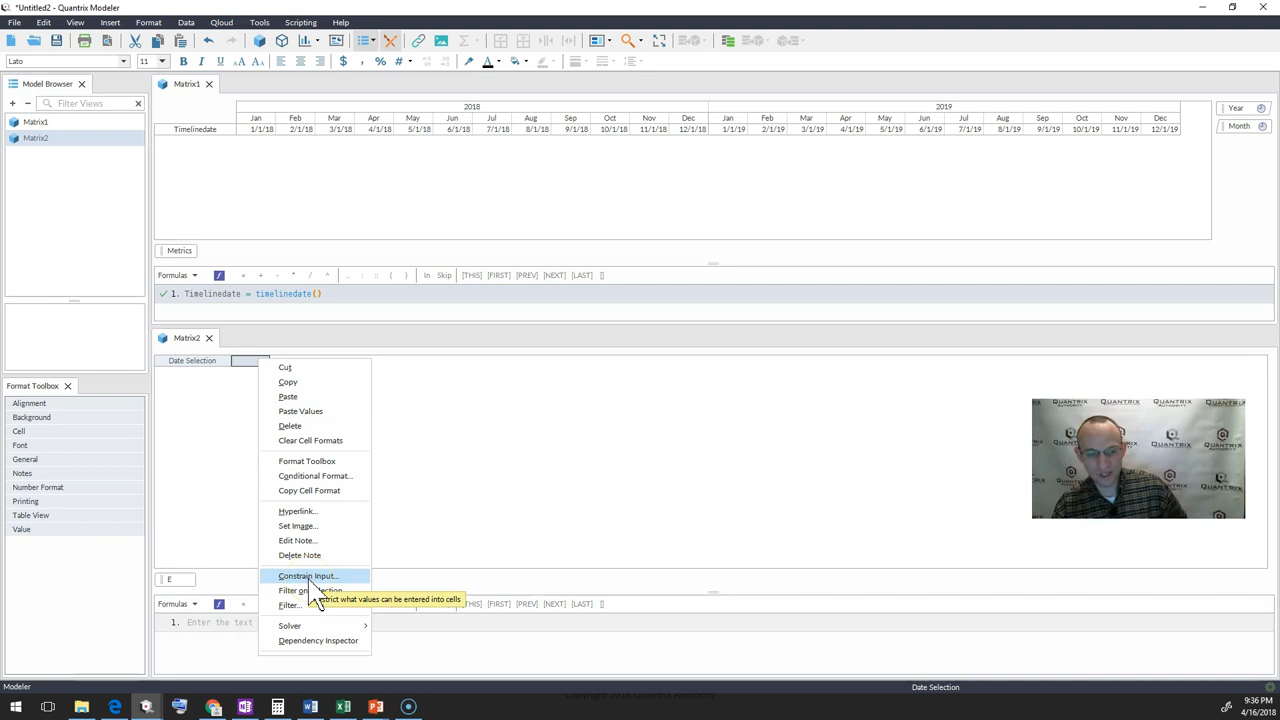 *Untitled2 - Quantrix Modeler
File Edit View Insert Format Data Qloud Tools Scripting Help
Lato 11 B I U A A $ , % #
Model Browser
Filter Views
Matrix1
Matrix2
Format Toolbox
Alignment
Background
Cell
Font
General
Notes
Number Format
Printing
Table View
Value
Matrix1
2018 2019
Jan Feb Mar Apr May Jun Jul Aug Sep Oct Nov Dec Jan Feb Mar Apr May Jun Jul Aug Sep Oct Nov Dec
Timelinedate 1/1/18 2/1/18 3/1/18 4/1/18 5/1/18 6/1/18 7/1/18 8/1/18 9/1/18 10/1/18 11/1/18 12/1/18 1/1/19 2/1/19 3/1/19 4/1/19 5/1/19 6/1/19 7/1/19 8/1/19 9/1/19 10/1/19 11/1/19 12/1/19
Year
Month
Metrics
Formulas = + - * / ^ .. : :: ( ) In Skip [THIS] [FIRST] [PREV] [NEXT] [LAST] []
1. Timelinedate = timelinedate()
Matrix2
Date Selection
Cut
Copy
Paste
Paste Values
Delete
Clear Cell Formats
Format Toolbox
Conditional Format...
Copy Cell Format
Hyperlink...
Set Image...
Edit Note...
Delete Note
Constrain Input...
Filter on
strict what values can be entered into cells
Filter...
Solver
Dependency Inspector
E
Formulas = [THIS] [FIRST] [PREV] [NEXT] [LAST] []
1. Enter the text
QUANTRIX AUTHORITY
Modeler
Date Selection
Copyright 2018 Quantrix Authority
9:36 PM
4/16/2018